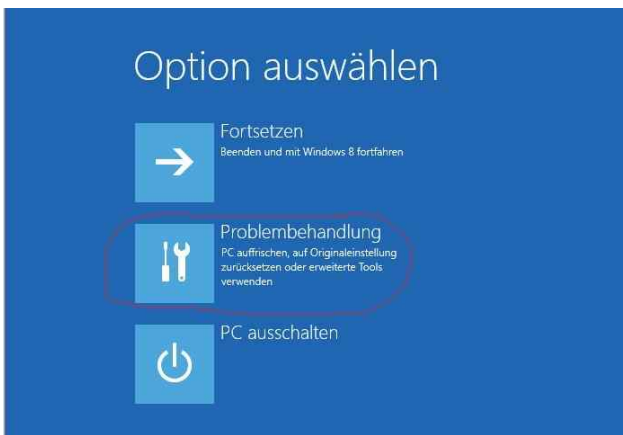 Option auswählen
Fortsetzen
Beenden und mit Windows 8 fortfahren
Problembehandlung
PC auffrischen, auf Originaleinstellung
zurücksetzen oder erweiterte Tools
verwenden
PC ausschalten